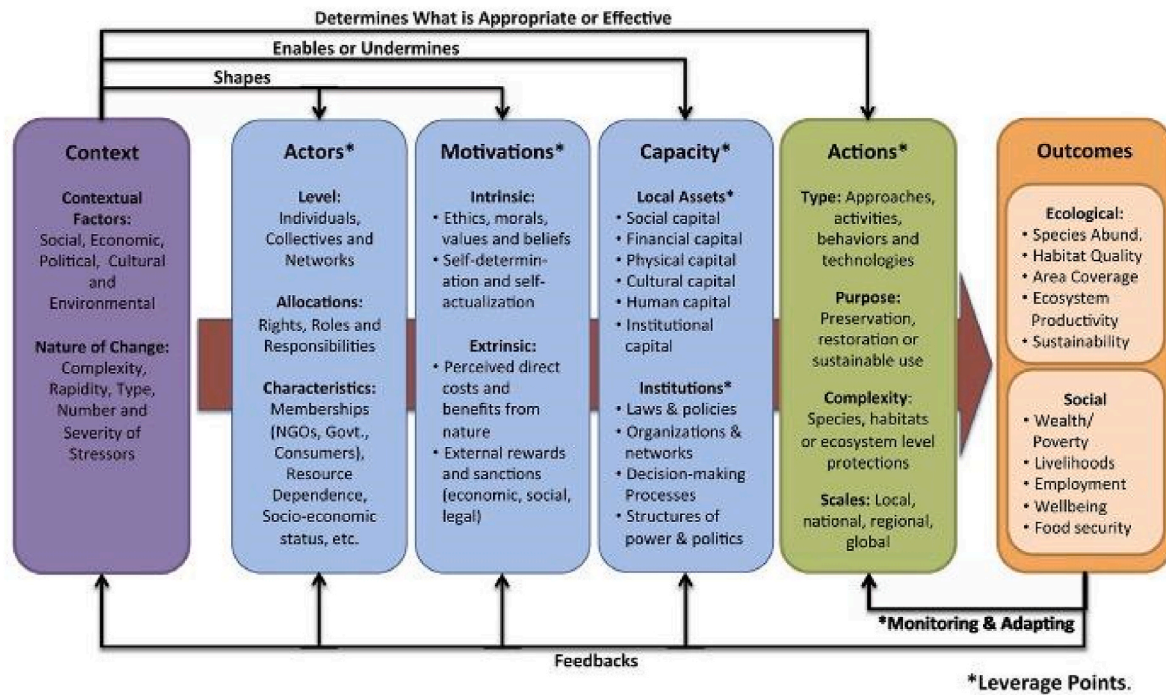 Determines What is Appropriate or Effective
Enables or Undermines
Shapes
Context
Contextual
Factors:
Social, Economic,
Political, Cultural
and
Environmental
Nature of Change:
Complexity,
Rapidity, Type,
Number and
Severity of
Stressors
Actors*
Level:
Individuals,
Collectives and
Networks
Allocations:
Rights, Roles and
Responsibilities
Characteristics:
Memberships
(NGOs, Govt.,
Consumers),
Resource
Dependence,
Socio-economic
status, etc.
Motivations*
Intrinsic:
• Ethics, morals,
values and beliefs
• Self-determin-
ation and self-
actualization
Extrinsic:
• Perceived direct
costs and
benefits from
nature
• External rewards
and sanctions
(economic, social,
legal)
Capacity*
Local Assets*
• Social capital
• Financial capital
• Physical capital
• Cultural capital
• Human capital
• Institutional
capital
Institutions*
• Laws & policies
• Organizations &
networks
• Decision-making
Processes
• Structures of
power & politics
Actions*
Type: Approaches,
activities,
behaviors and
technologies
Purpose:
Preservation,
restoration or
sustainable use
Complexity:
Species, habitats
or ecosystem level
protections
Scales: Local,
national, regional,
global
Outcomes
Ecological:
• Species Abund.
• Habitat Quality
• Area Coverage
• Ecosystem
Productivity
• Sustainability
Social
• Wealth/
Poverty
• Livelihoods
• Employment
• Wellbeing
• Food security
*Monitoring & Adapting
Feedbacks
*Leverage Points.